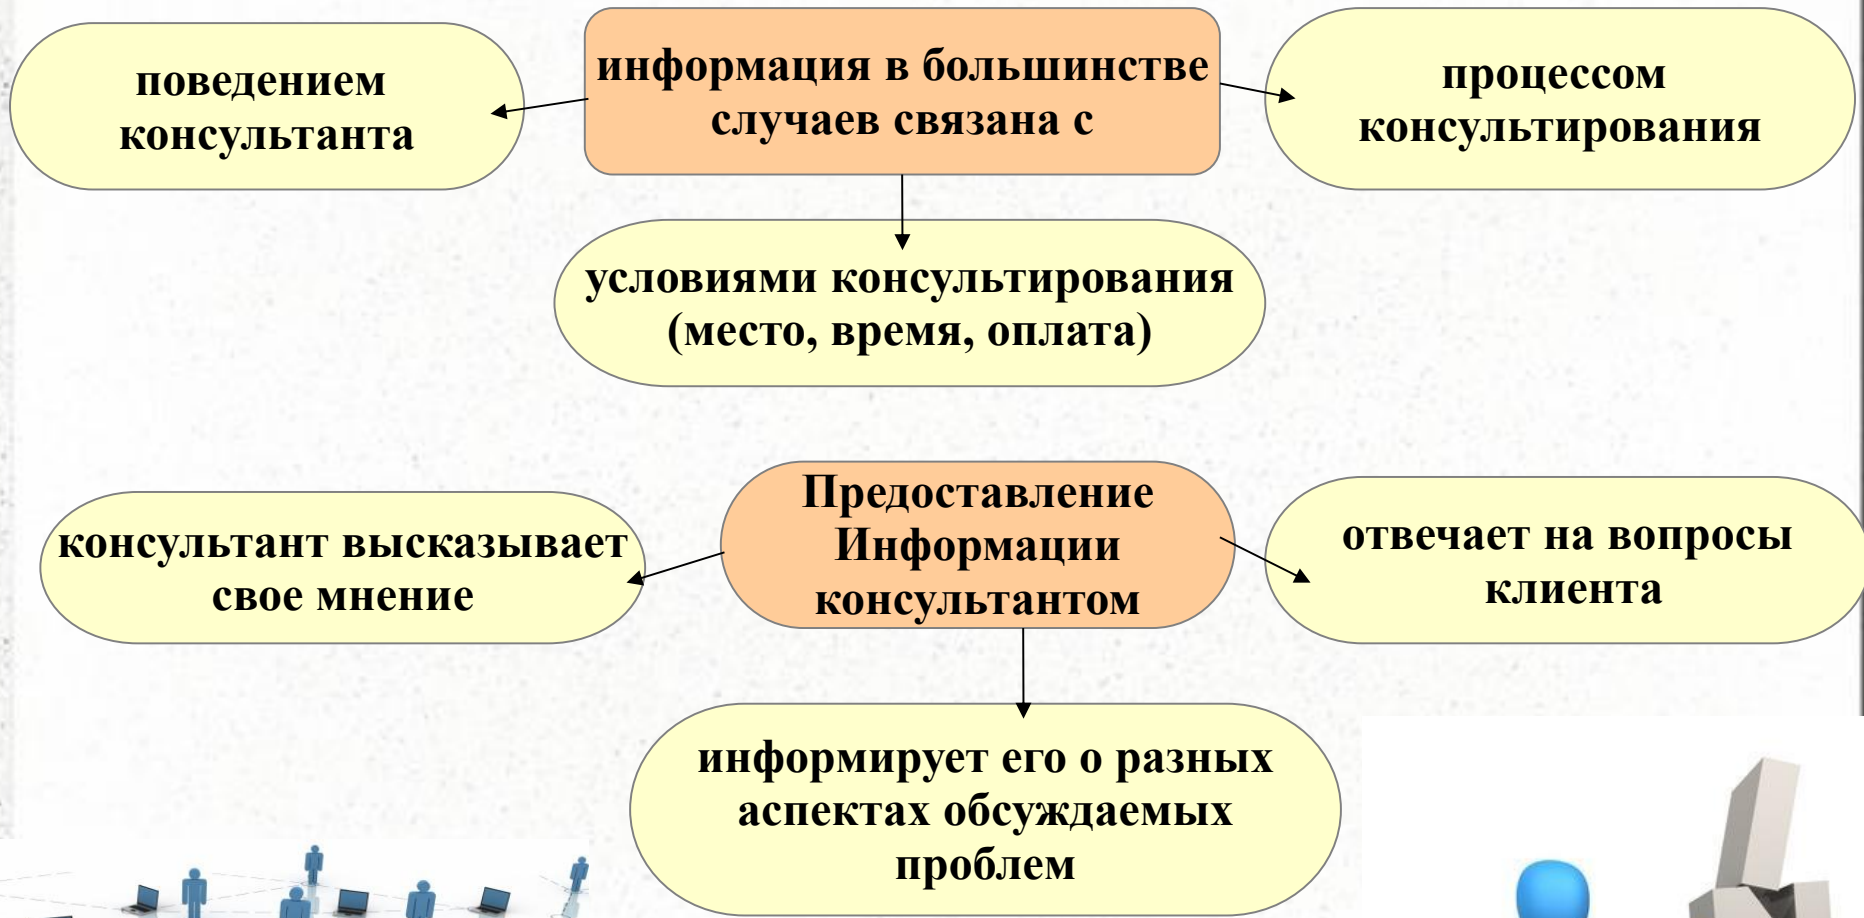 информация в большинстве
случаев связана с
поведением
консультанта
процессом
консультирования
условиями консультирования
(место, время, оплата)
Предоставление
Информации
консультантом
консультант высказывает
свое мнение
отвечает на вопросы
клиента
информирует его о разных
аспектах обсуждаемых
проблем